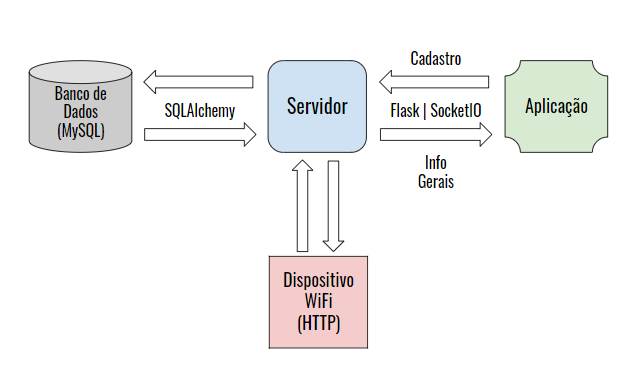 Banco de
Dados
(MySQL)
SQLAlchemy
Servidor
Cadastro
Flask | SocketIO
Info
Gerais
Aplicação
Dispositivo
WiFi
(HTTP)